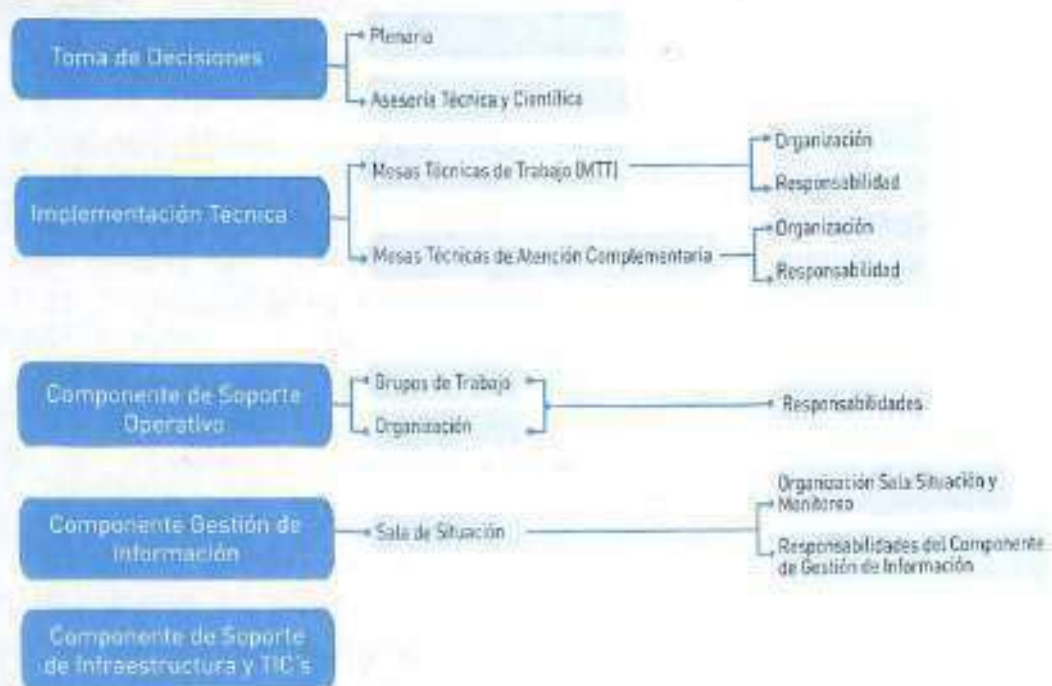 Toma de Decisiones
Plenaria
Asesoría Técnica y Científica
Implementación Técnica
Mesas Técnicas de Trabajo (MTT)
Organización
Responsabilidad
Mesas Técnicas de Atención Complementaria
Organización
Responsabilidad
Componente de Soporte
Operativo
Grupos de Trabajo
Organización
Responsabilidades
Componente Gestión de
Información
Sala de Situación
Organización Sala Situación y
Monitoreo
Responsabilidades del Componente
de Gestión de Información
Componente de Soporte
de Infraestructura y TIC's